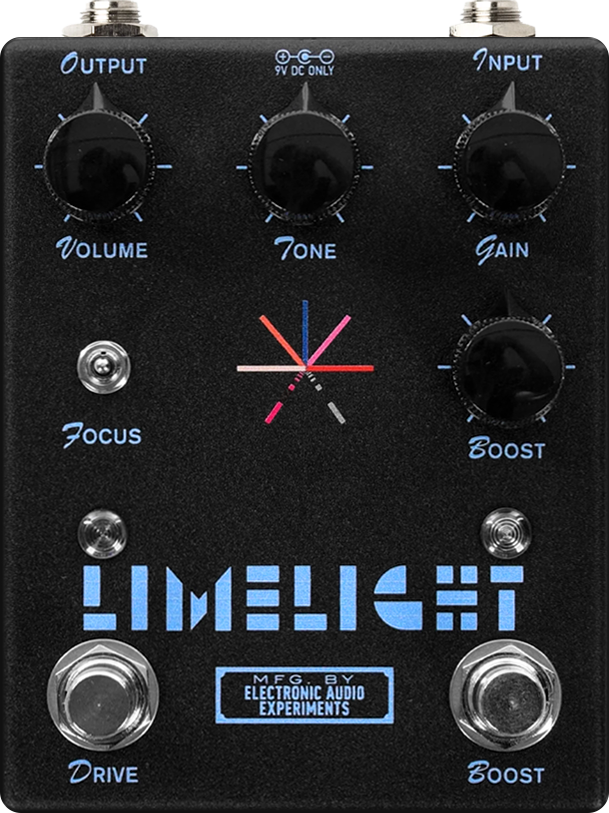 OUTPUT
9V DC ONLY
INPUT
VOLUME
TONE
GAIN
FOCUS
BOOST
LIMELIGHT
MFG. BY
ELECTRONIC AUDIO
EXPERIMENTS
DRIVE
BOOST